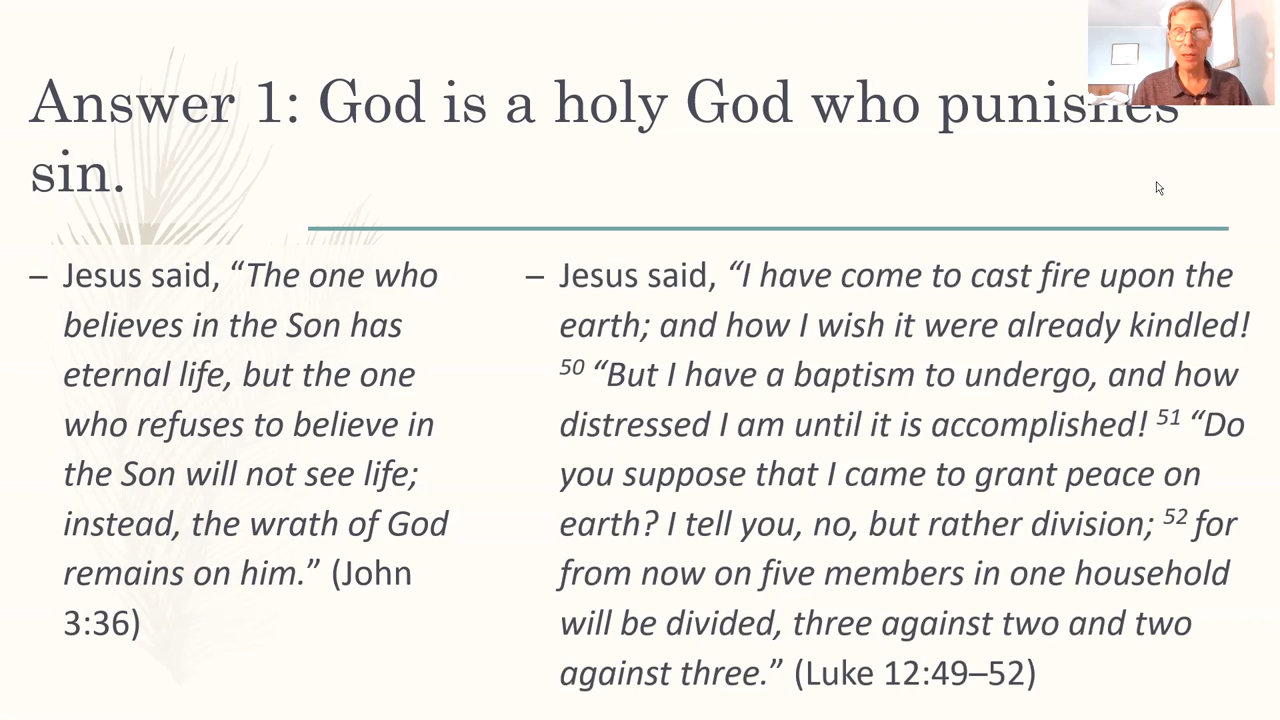 Answer 1: God is a holy God who punishes
sin.
– Jesus said, “The one who
believes in the Son has
eternal life, but the one
who refuses to believe in
the Son will not see life;
instead, the wrath of God
remains on him.” (John
3:36)
– Jesus said, “I have come to cast fire upon the
earth; and how I wish it were already kindled!
50 “But I have a baptism to undergo, and how
distressed I am until it is accomplished! 51 “Do
you suppose that I came to grant peace on
earth? I tell you, no, but rather division; 52 for
from now on five members in one household
will be divided, three against two and two
against three.” (Luke 12:49–52)